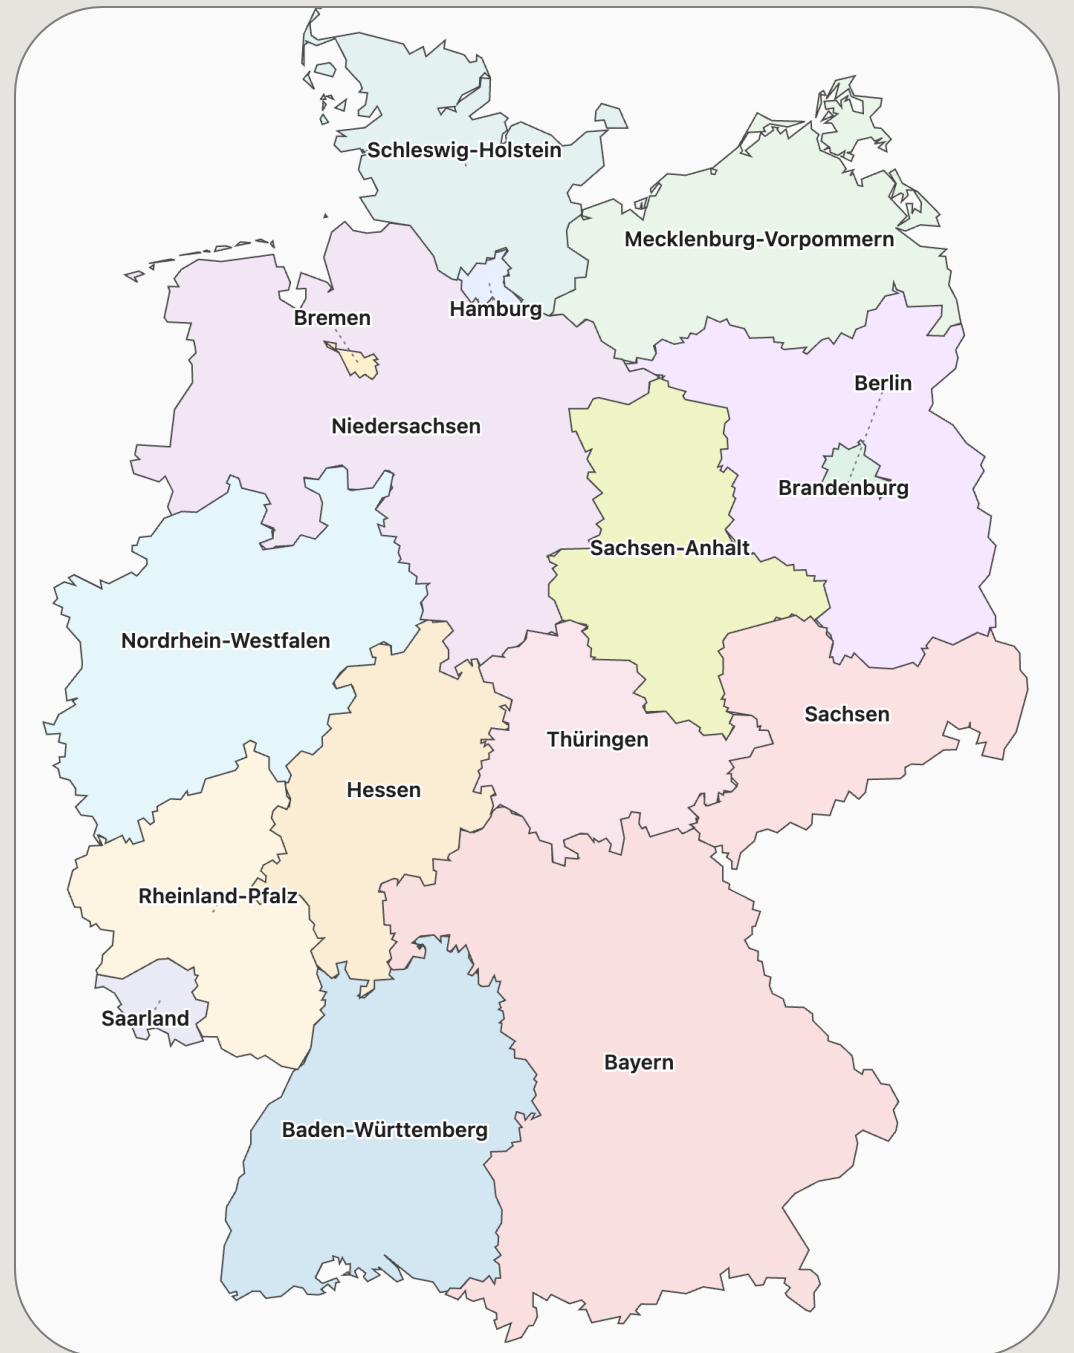 Schleswig-Holstein
Mecklenburg-Vorpommern
Hamburg
Bremen
Berlin
Niedersachsen
Brandenburg
Sachsen-Anhalt
Nordrhein-Westfalen
Sachsen
Thüringen
Hessen
Rheinland-Pfalz
Saarland
Bayern
Baden-Württemberg